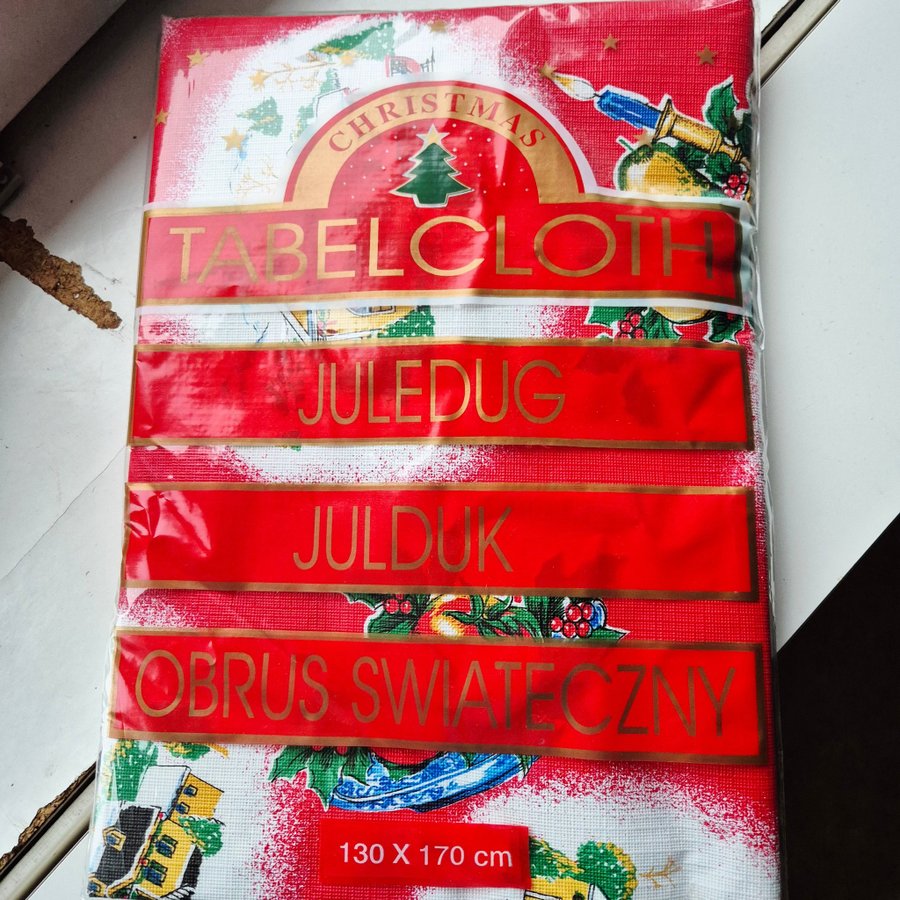 CHRISTMAS
TABELCLOTH
JULEDUG
JULDUK
OBRUS SWIATECZNY
130 X 170 cm